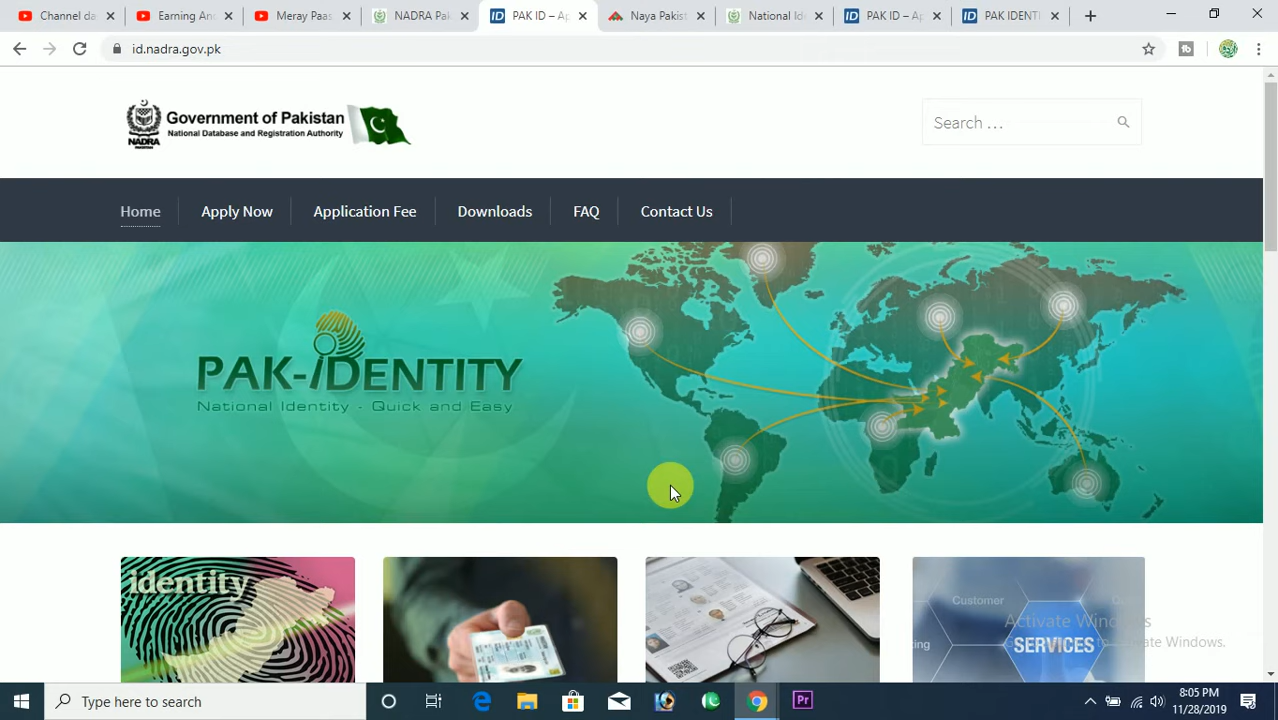 Channel da
Earning An
Meray Paas
NADRA Pak
PAK ID – Ap
Naya Pakist
National Ide
PAK ID – Ap
PAK IDENTI
id.nadra.gov.pk
Government of Pakistan
National Database and Registration Authority
NADRA
Search …
Home
Apply Now
Application Fee
Downloads
FAQ
Contact Us
PAK-IDENTITY
National Identity - Quick and Easy
identity
Customer
SERVICES
Activate Windows
Type here to search
Pr
8:05 PM
11/28/2019